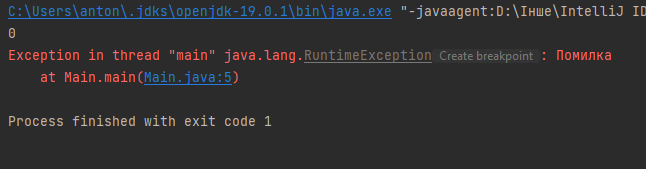 C:\Users\anton\.jdks\openjdk-19.0.1\bin\java.exe "-javaagent:D:\Інше\IntelliJ ID
0
Exception in thread "main" java.lang.RuntimeException Create breakpoint : Помилка
at Main.main(Main.java:5)
Process finished with exit code 1